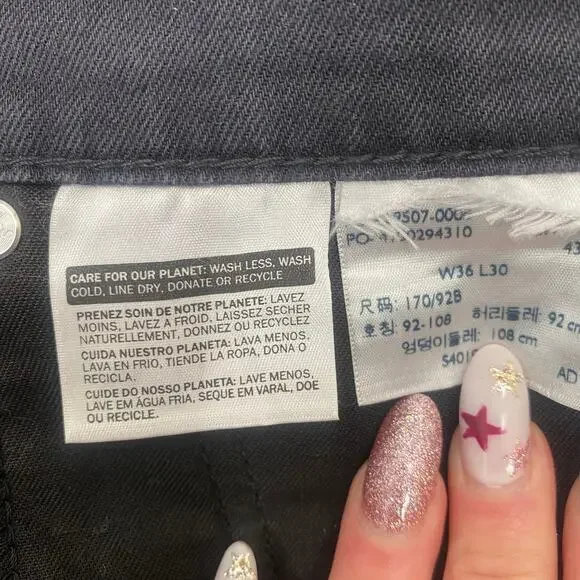 CARE FOR OUR PLANET: WASH LESS, WASH
COLD, LINE DRY, DONATE OR RECYCLE
PRENEZ SOIN DE NOTRE PLANETE: LAVEZ
MOINS, LAVEZ A FROID, LAISSEZ SECHER
NATURELLEMENT, DONNEZ OU RECYCLEZ
CUIDA NUESTRO PLANETA: LAVA MENOS,
LAVA EN FRIO, TIENDE LA ROPA, DONA O
RECICLA.
CUIDE DO NOSSO PLANETA: LAVE MENOS,
LAVE EM ÁGUA FRIA, SEQUE EM VARAL, DOE
OU RECICLE.
W36 L30
尺码: 170/92B
호칭: 92-108 허리둘레: 92 cm
엉덩이둘레: 108 cm
AD